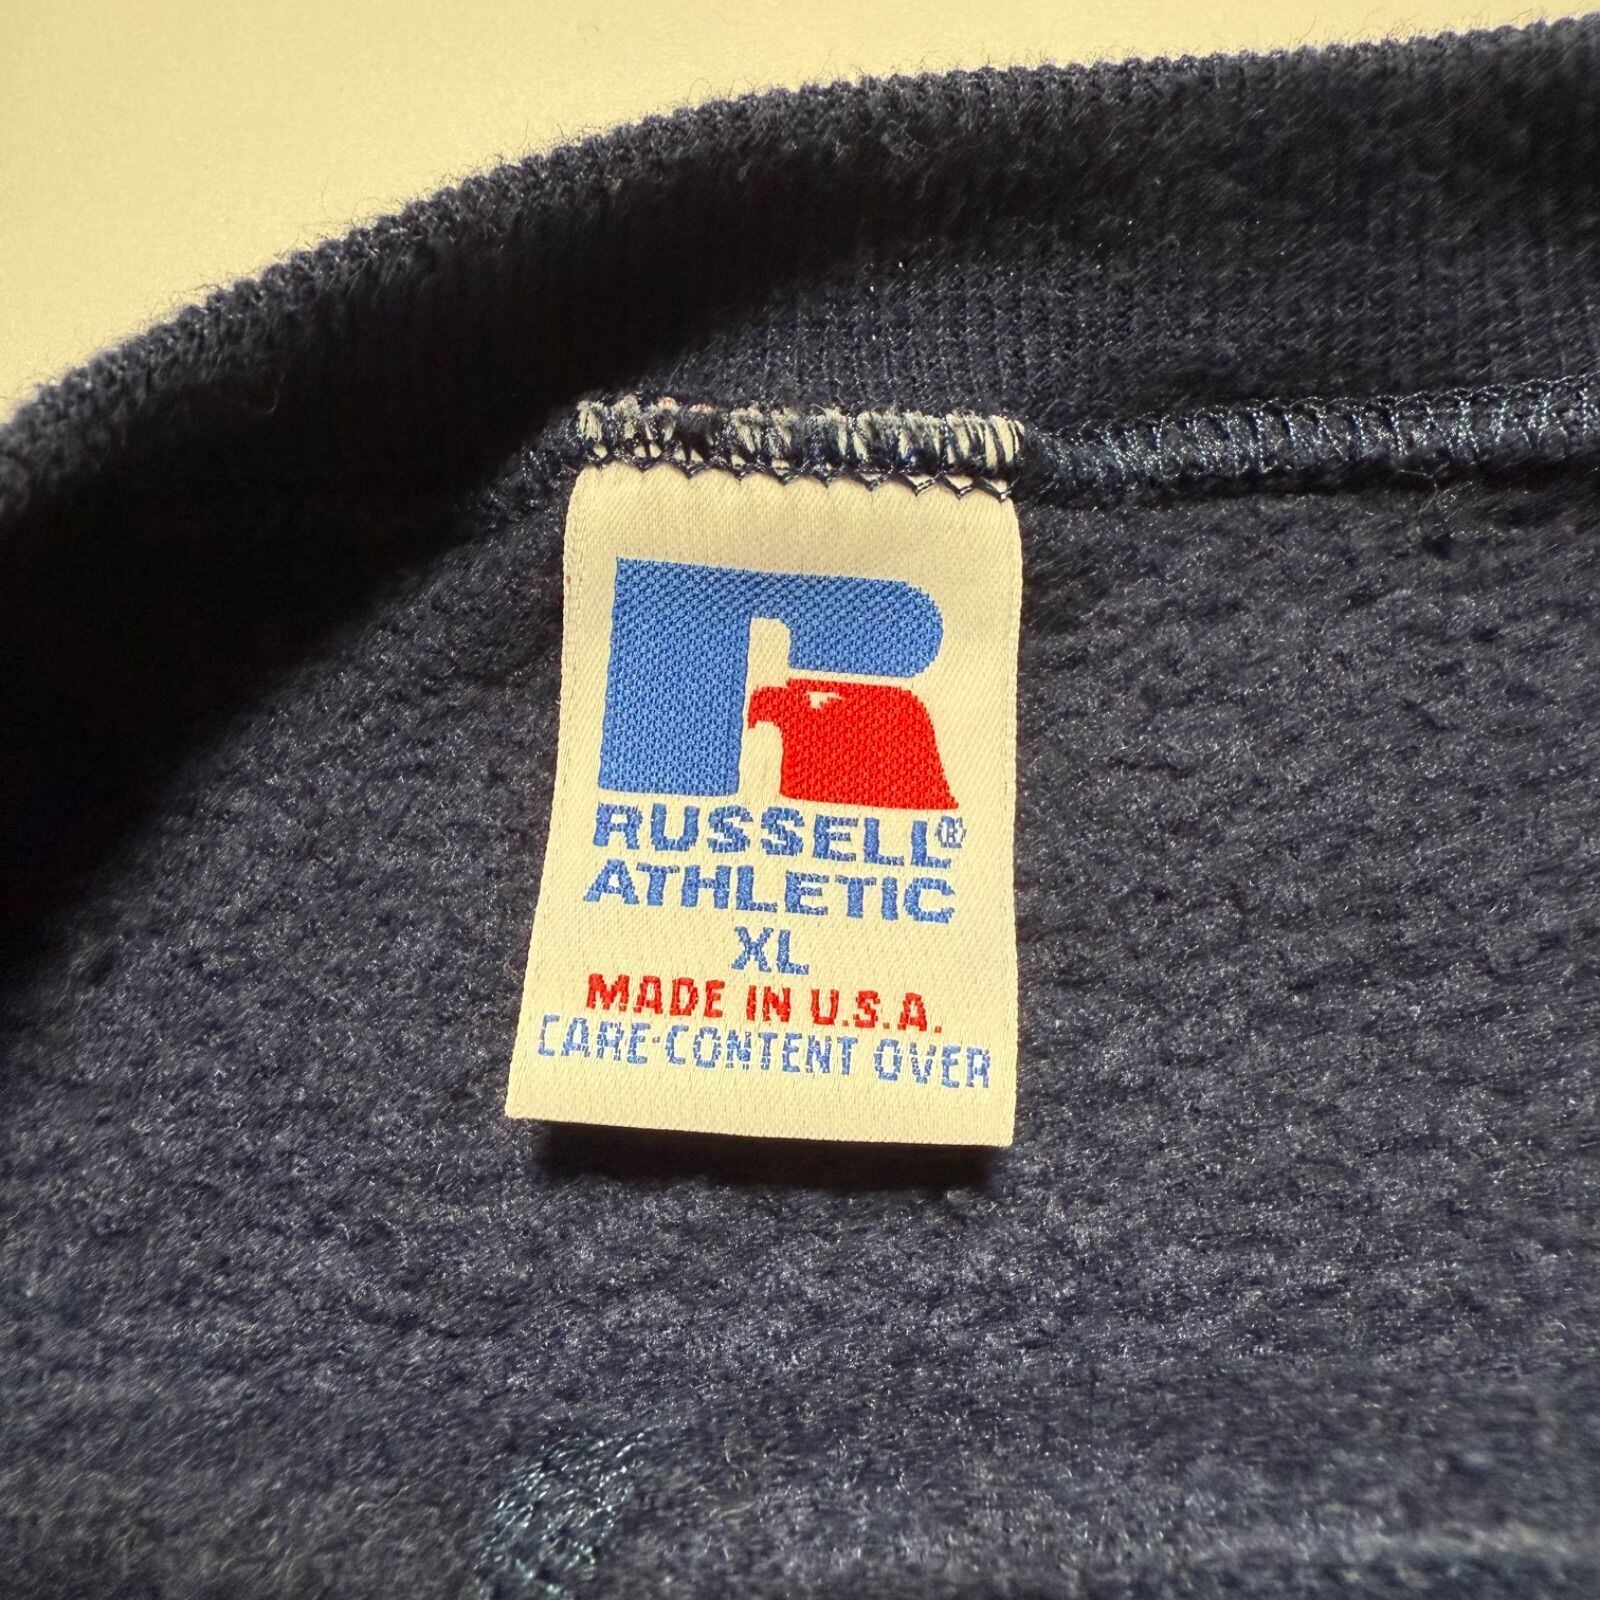 RUSSELL®
ATHLETIC
XL
MADE IN U.S.A.
CARE-CONTENT OVER